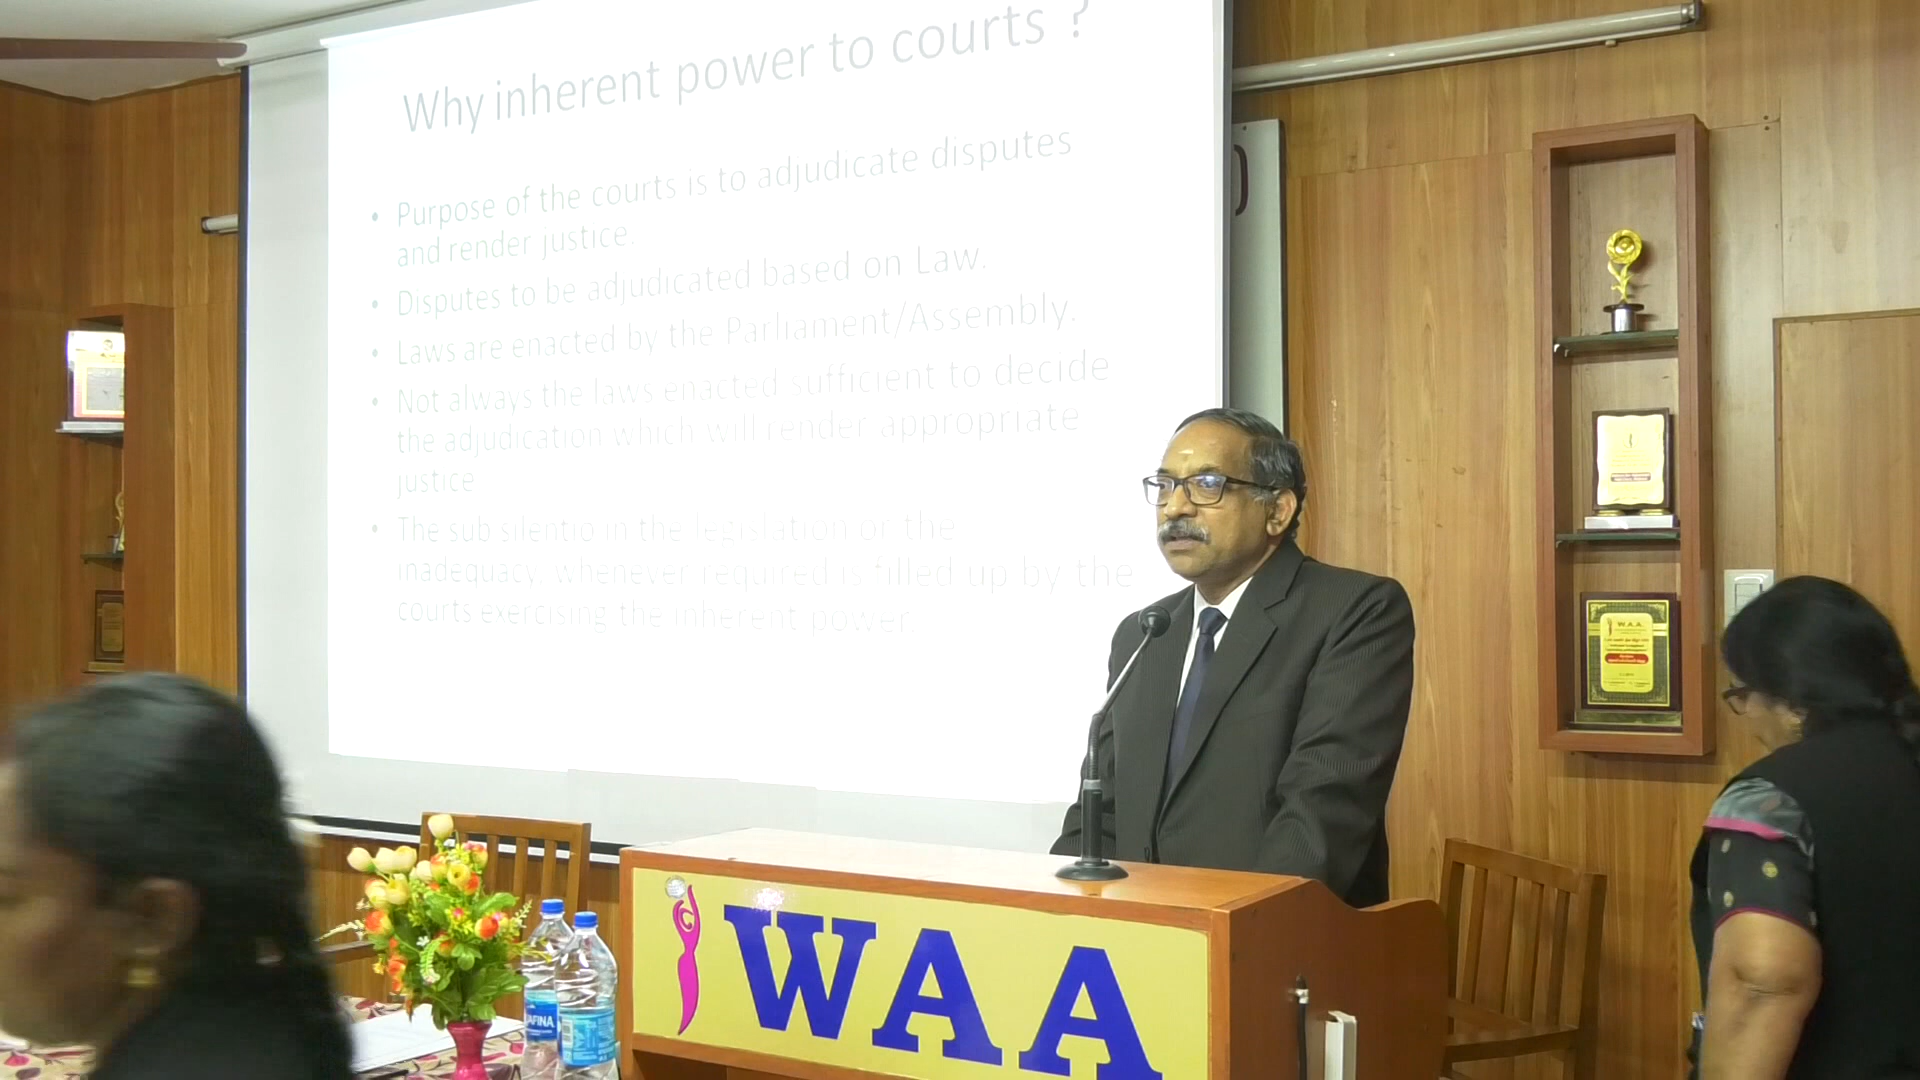 Why inherent power to courts ?
• Purpose of the courts is to adjudicate disputes
and render justice.
• Disputes to be adjudicated based on Law.
• Laws are enacted by the Parliament/Assembly.
• Not always the laws enacted sufficient to decide
the adjudication which will render appropriate
justice
• The sub silentio in the legislation or the
inadequacy, whenever required is filled up by the
courts exercising the inherent power.
W.A.A
AFINA
WAA